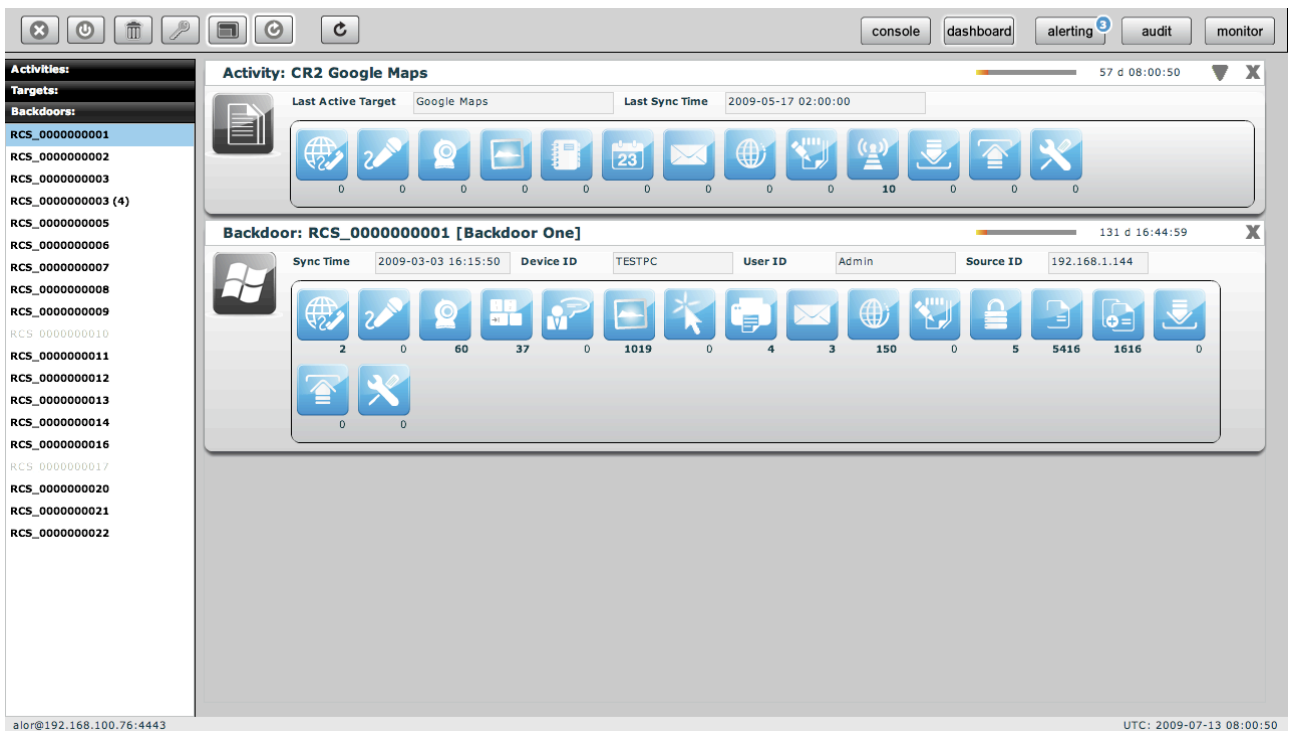 console dashboard alerting 3 audit monitor
Activities:
Targets:
Backdoors:
RCS_0000000001
RCS_0000000002
RCS_0000000003
RCS_0000000003 (4)
RCS_0000000005
RCS_0000000006
RCS_0000000007
RCS_0000000008
RCS_0000000009
RCS 0000000010
RCS_0000000011
RCS_0000000012
RCS_0000000013
RCS_0000000014
RCS_0000000016
RCS 0000000017
RCS_0000000020
RCS_0000000021
RCS_0000000022
Activity: CR2 Google Maps 57 d 08:00:50 X
Last Active Target Google Maps Last Sync Time 2009-05-17 02:00:00
23
0 0 0 0 0 0 0 0 0 10 0 0 0
Backdoor: RCS_0000000001 [Backdoor One] 131 d 16:44:59 X
Sync Time 2009-03-03 16:15:50 Device ID TESTPC User ID Admin Source ID 192.168.1.144
2 0 60 37 0 1019 0 4 3 150 0 5 5416 1616 0
0 0
alor@192.168.100.76:4443 UTC: 2009-07-13 08:00:50